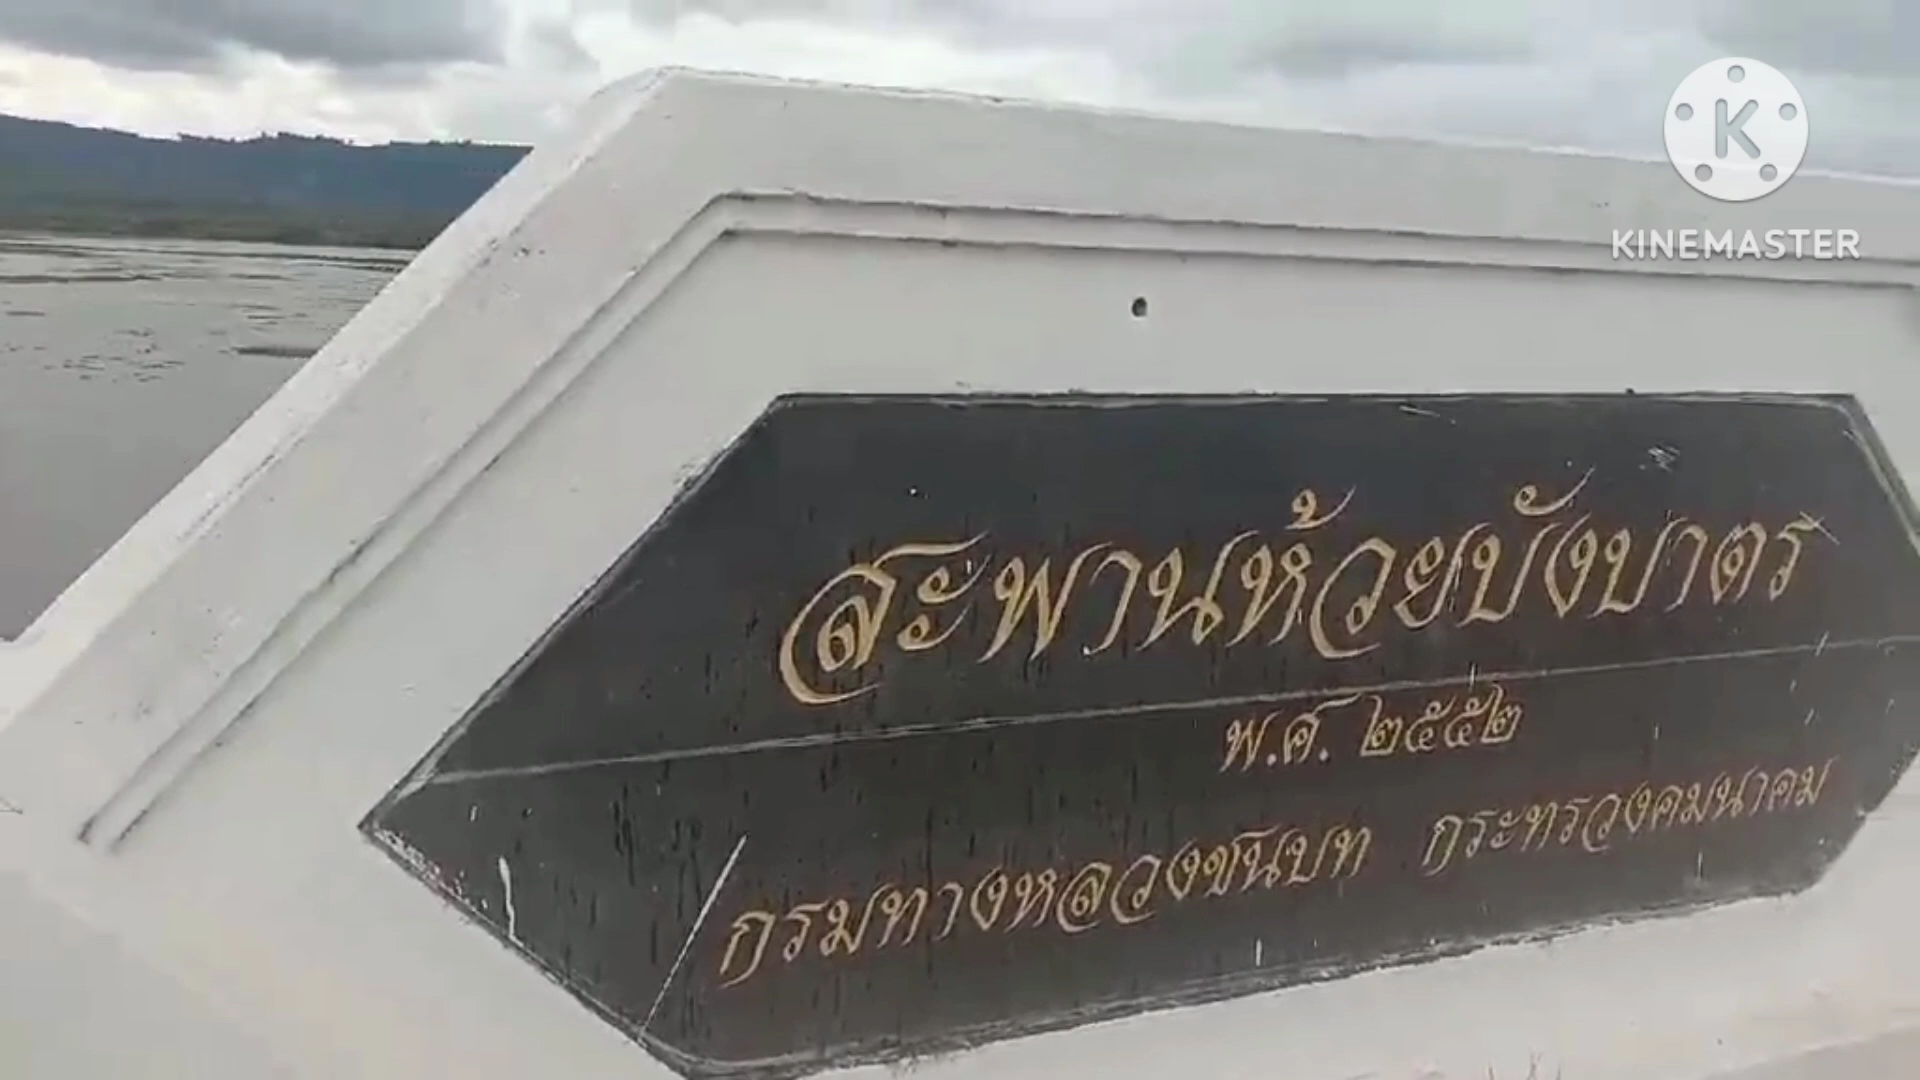 K
KINEMASTER
สะพานห้วยบังบาตร
พ.ศ. ๒๕๕๒
กรมทางหลวงชนบท กระทรวงคมนาคม